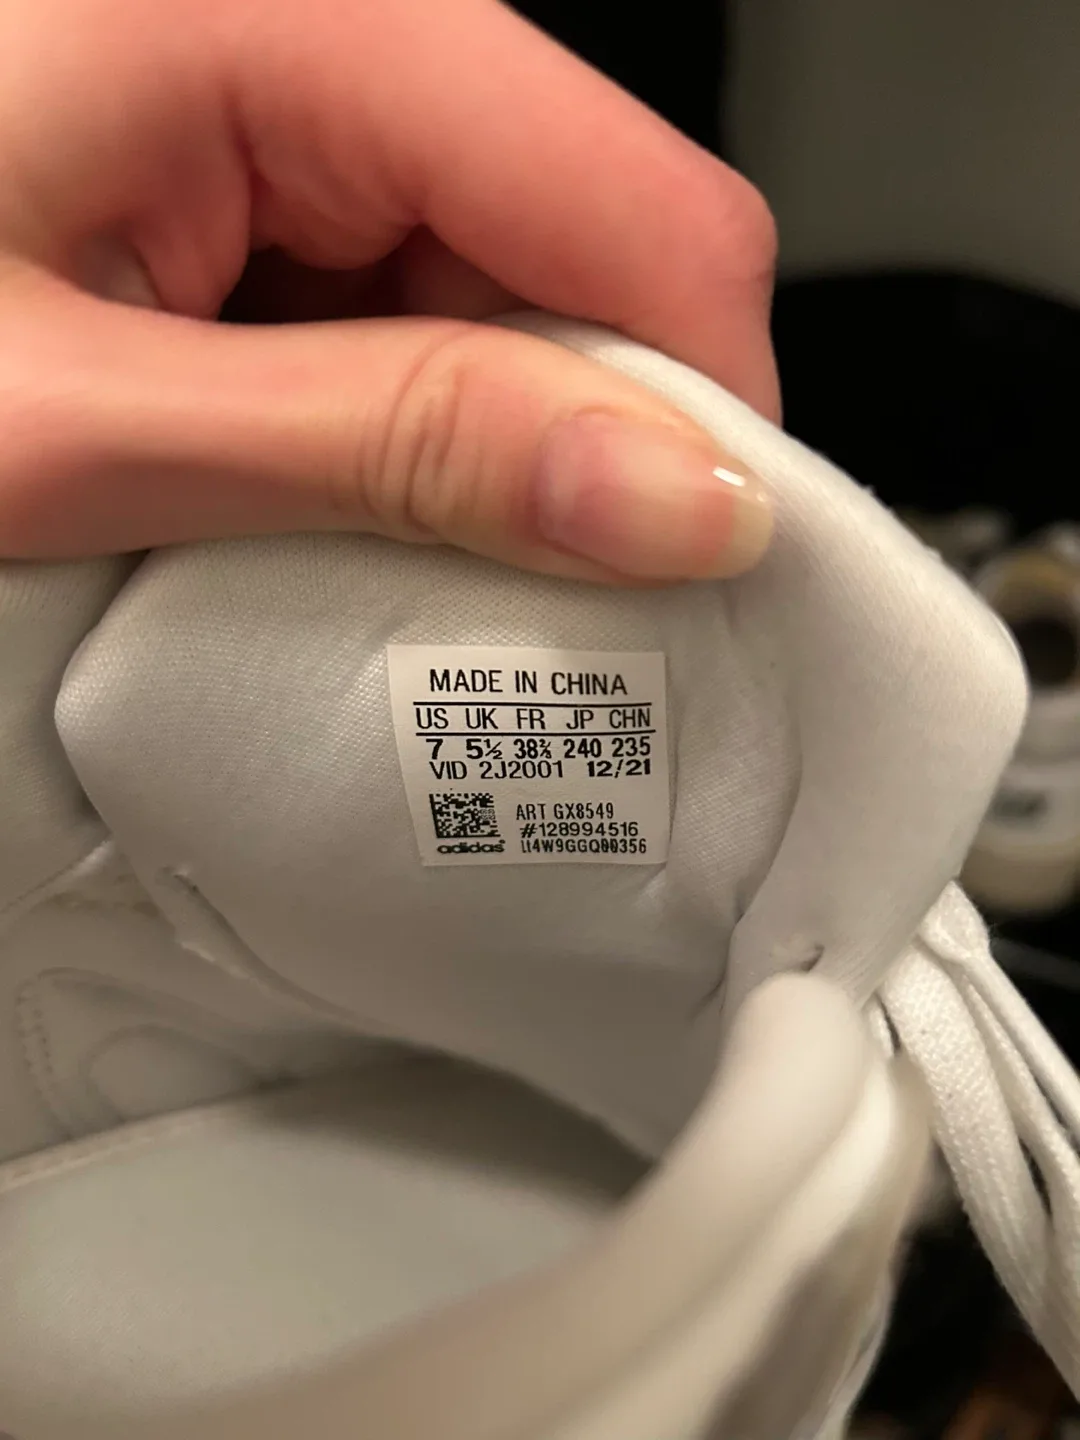 MADE IN CHINA
US UK FR JP CHN
7 5½ 38⅔ 240 235
VID 2J2001 12/21
ART GX8549
#128994516
adidas